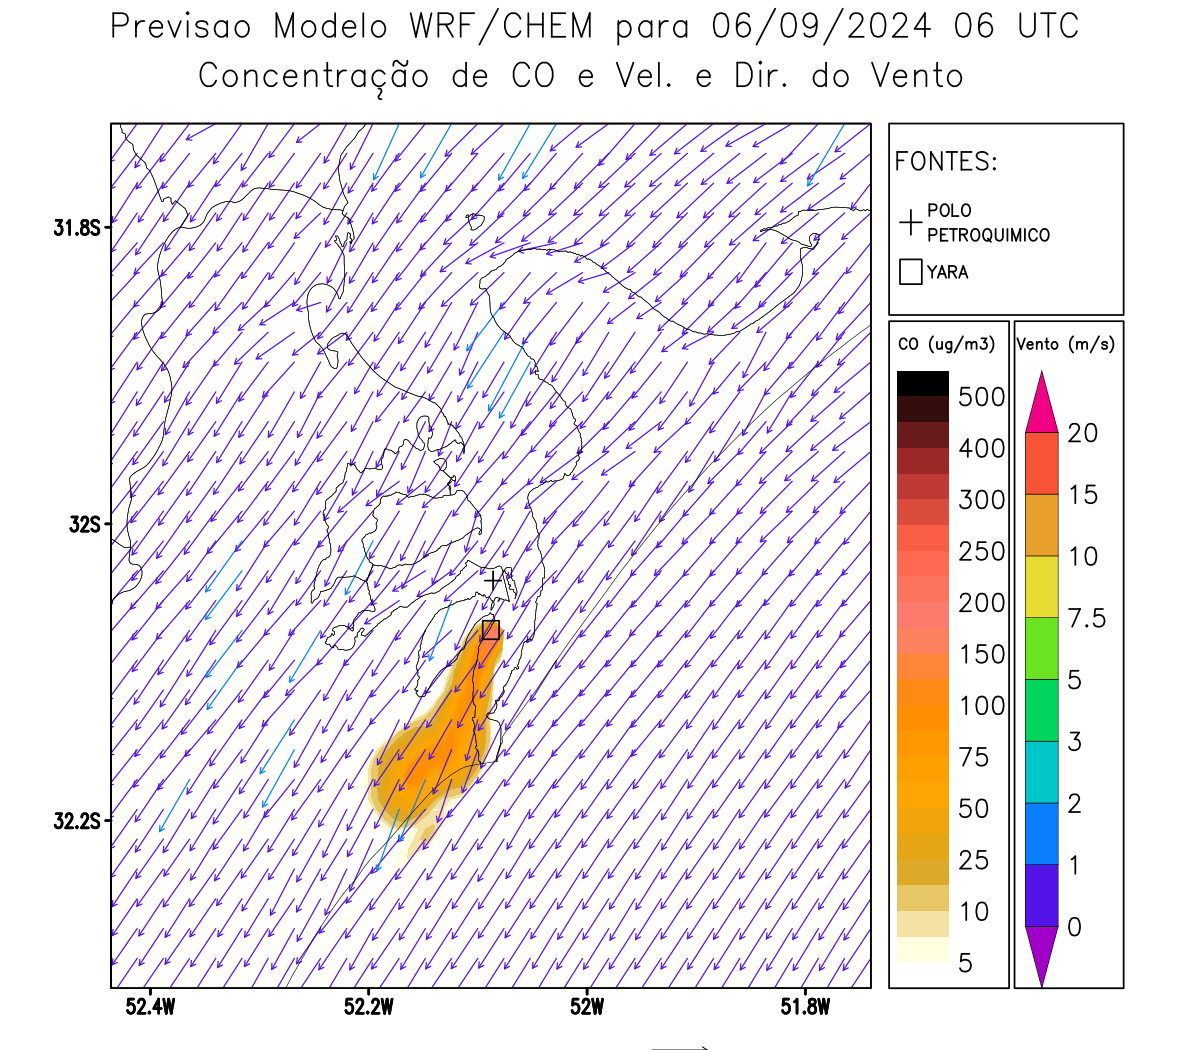 Previsao Modelo WRF/CHEM para 06/09/2024 06 UTC
Concentração de CO e Vel. e Dir. do Vento
FONTES:
POLO
PETROQUIMICO
YARA
CO (ug/m3)
500
400
300
250
200
150
100
75
50
25
10
5
Vento (m/s)
20
15
10
7.5
5
3
2
1
0
31.8S
32S
32.2S
52.4W
52.2W
52W
51.8W